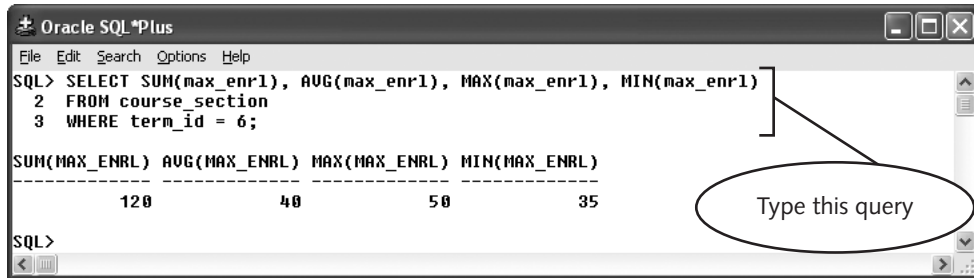 Oracle SQL*Plus
File Edit Search Options Help
SQL> SELECT SUM(max_enrl), AVG(max_enrl), MAX(max_enrl), MIN(max_enrl)
2 FROM course_section
3 WHERE term_id = 6;
SUM(MAX_ENRL) AVG(MAX_ENRL) MAX(MAX_ENRL) MIN(MAX_ENRL)
------------- ------------- ------------- -------------
120 40 50 35
Type this query
SQL>